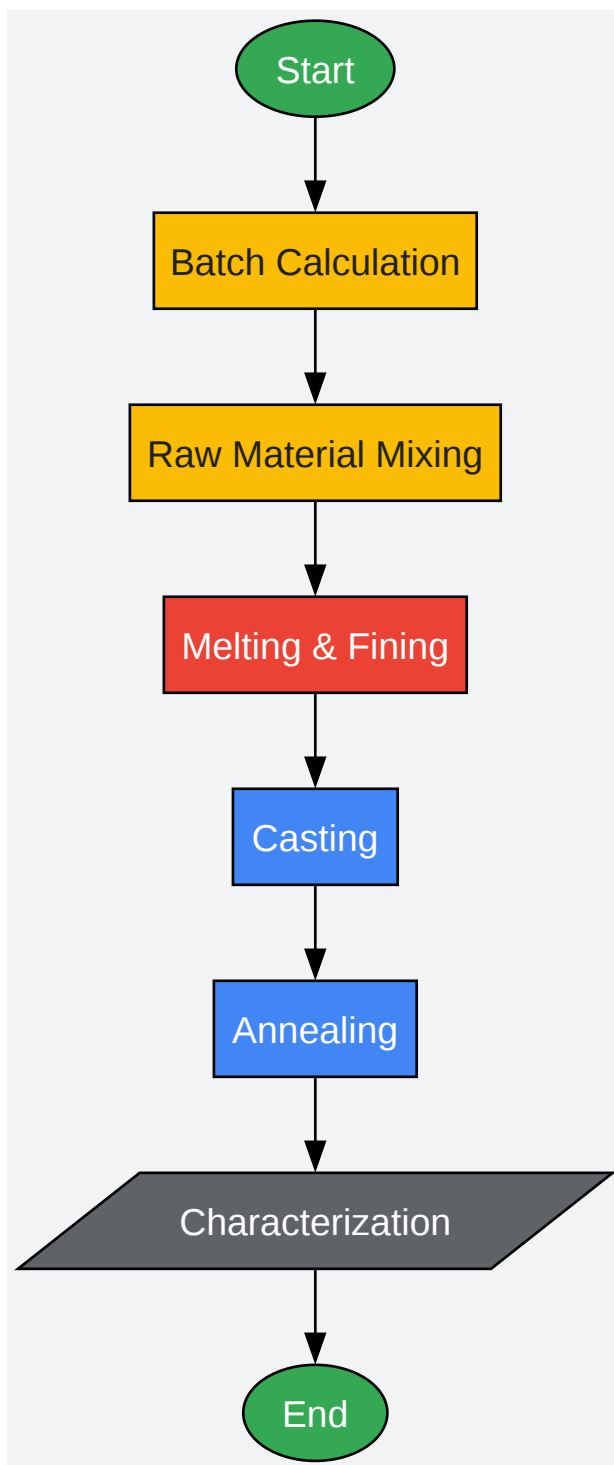 Start
Batch Calculation
Raw Material Mixing
Melting & Fining
Casting
Annealing
Characterization
End